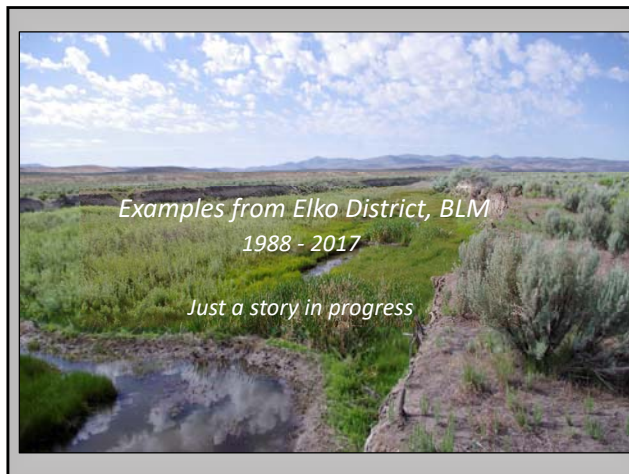 Examples from Elko District, BLM
1988 - 2017
Just a story in progress